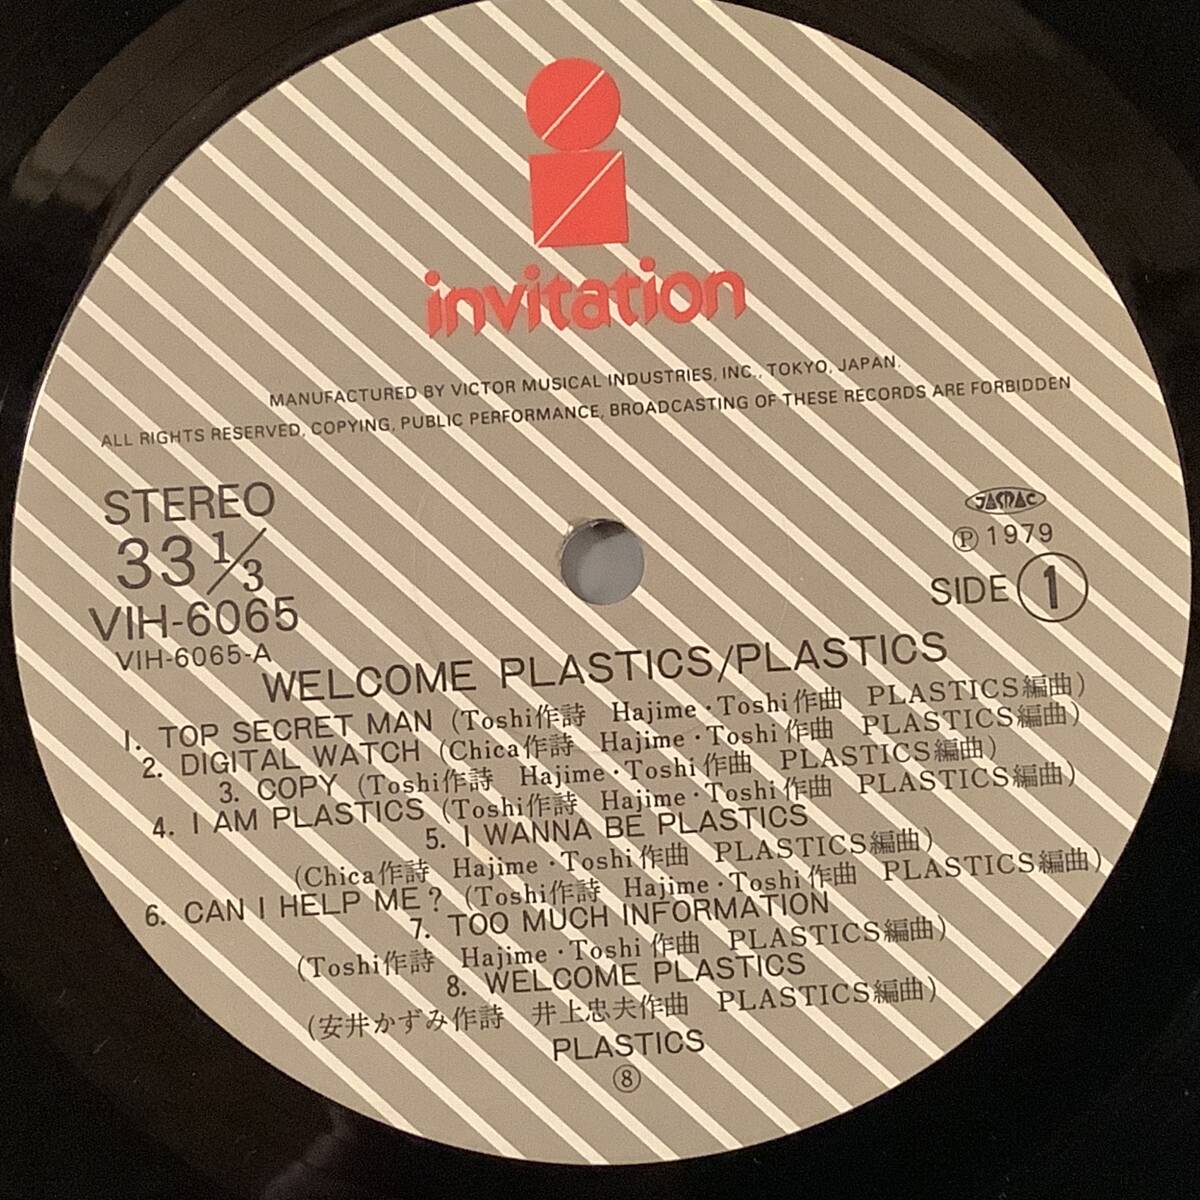 invitation
MANUFACTURED BY VICTOR MUSICAL INDUSTRIES, INC., TOKYO, JAPAN.
ALL RIGHTS RESERVED, COPYING, PUBLIC PERFORMANCE, BROADCASTING OF THESE RECORDS ARE FORBIDDEN
STEREO
33 1/3
VIH-6065
VIH-6065-A
JASRAC
Ⓟ 1979
SIDE ①
WELCOME PLASTICS/PLASTICS
1. TOP SECRET MAN (Toshi作詩 Hajime・Toshi作曲 PLASTICS編曲)
2. DIGITAL WATCH (Chica作詩 Hajime・Toshi作曲 PLASTICS編曲)
3. COPY (Toshi作詩 Hajime・Toshi作曲 PLASTICS編曲)
4. I AM PLASTICS (Toshi作詩 Hajime・Toshi作曲 PLASTICS編曲)
5. I WANNA BE PLASTICS
(Chica作詩 Hajime・Toshi作曲 PLASTICS編曲)
6. CAN I HELP ME? (Toshi作詩 Hajime・Toshi作曲 PLASTICS編曲)
7. TOO MUCH INFORMATION
(Toshi作詩 Hajime・Toshi作曲 PLASTICS編曲)
8. WELCOME PLASTICS
(安井かずみ作詩 井上忠夫作曲 PLASTICS編曲)
PLASTICS
⑧